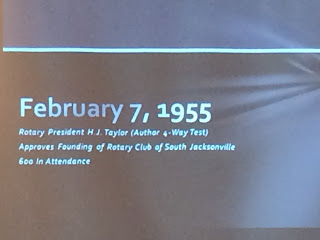 February 7, 1955
Rotary President H.J. Taylor (Author 4-Way Test)
Approves Founding of Rotary Club of South Jacksonville
600 In Attendance